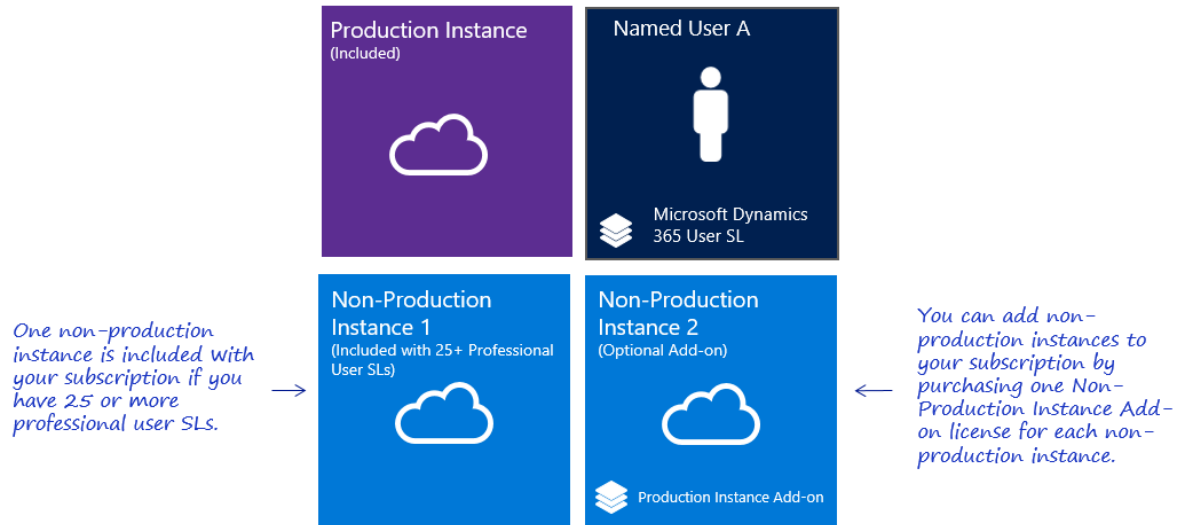 Production Instance
(Included)
Named User A
Microsoft Dynamics
365 User SL
One non-production
instance is included with
your subscription if you
have 25 or more
professional user SLs.
Non-Production
Instance 1
(Included with 25+ Professional
User SLs)
Non-Production
Instance 2
(Optional Add-on)
Production Instance Add-on
You can add non-
production instances to
your subscription by
purchasing one Non-
Production Instance Add-
on license for each non-
production instance.